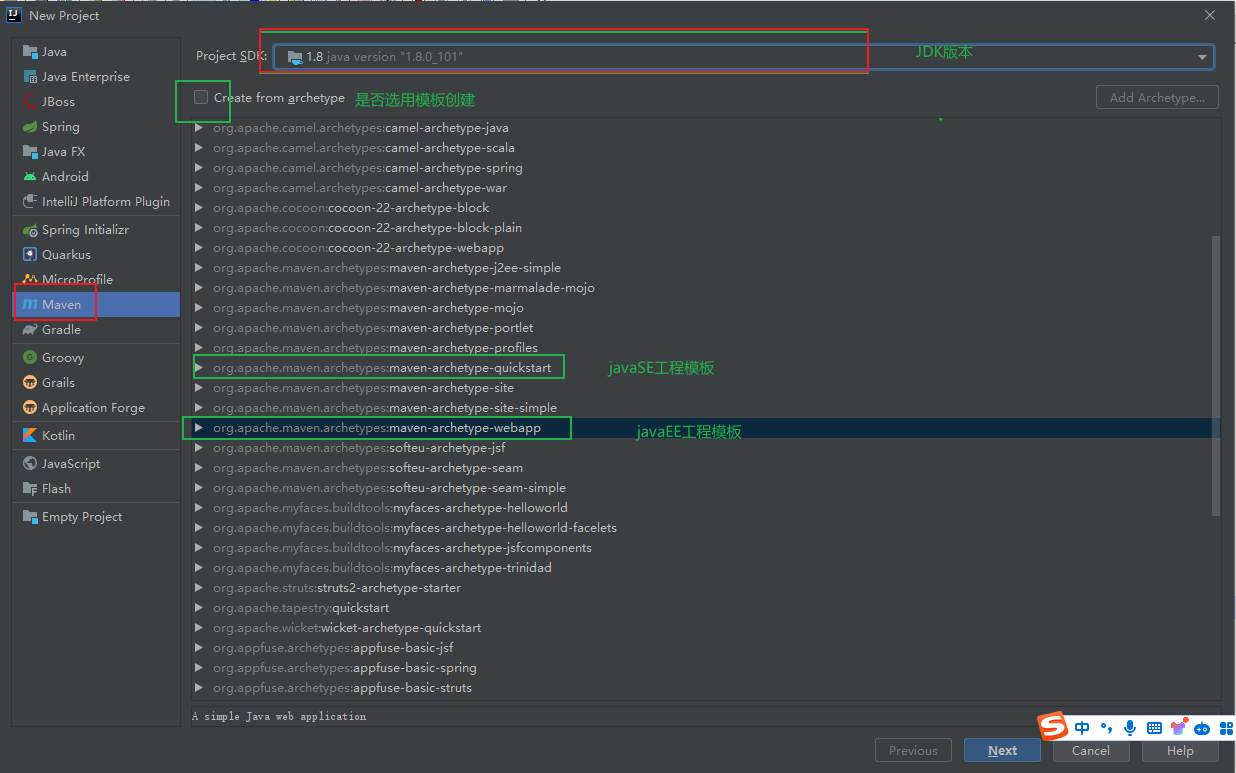 New Project
Java
Java Enterprise
JBoss
Spring
Java FX
Android
IntelliJ Platform Plugin
Spring Initializr
Quarkus
MicroProfile
Maven
Gradle
Groovy
Grails
Application Forge
Kotlin
JavaScript
Flash
Empty Project
Project SDK: 1.8 java version "1.8.0_101" JDK版本
Create from archetype 是否选用模板创建 Add Archetype...
org.apache.camel.archetypes:camel-archetype-java
org.apache.camel.archetypes:camel-archetype-scala
org.apache.camel.archetypes:camel-archetype-spring
org.apache.camel.archetypes:camel-archetype-war
org.apache.cocoon:cocoon-22-archetype-block
org.apache.cocoon:cocoon-22-archetype-block-plain
org.apache.cocoon:cocoon-22-archetype-webapp
org.apache.maven.archetypes:maven-archetype-j2ee-simple
org.apache.maven.archetypes:maven-archetype-marmalade-mojo
org.apache.maven.archetypes:maven-archetype-mojo
org.apache.maven.archetypes:maven-archetype-portlet
org.apache.maven.archetypes:maven-archetype-profiles
org.apache.maven.archetypes:maven-archetype-quickstart javaSE工程模板
org.apache.maven.archetypes:maven-archetype-site
org.apache.maven.archetypes:maven-archetype-site-simple
org.apache.maven.archetypes:maven-archetype-webapp javaEE工程模板
org.apache.maven.archetypes:softeu-archetype-jsf
org.apache.maven.archetypes:softeu-archetype-seam
org.apache.maven.archetypes:softeu-archetype-seam-simple
org.apache.myfaces.buildtools:myfaces-archetype-helloworld
org.apache.myfaces.buildtools:myfaces-archetype-helloworld-facelets
org.apache.myfaces.buildtools:myfaces-archetype-jsfcomponents
org.apache.myfaces.buildtools:myfaces-archetype-trinidad
org.apache.struts:struts2-archetype-starter
org.apache.tapestry:quickstart
org.apache.wicket:wicket-archetype-quickstart
org.appfuse.archetypes:appfuse-basic-jsf
org.appfuse.archetypes:appfuse-basic-spring
org.appfuse.archetypes:appfuse-basic-struts
A simple Java web application
中
Previous Next Cancel Help